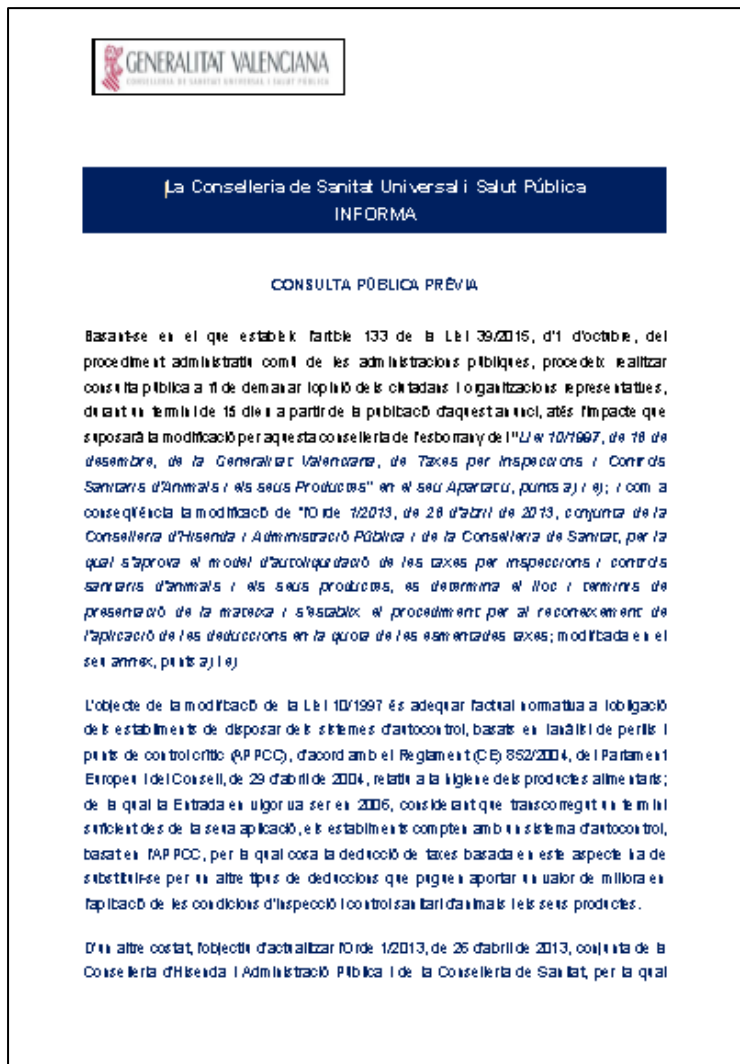 GENERALITAT VALENCIANA
CONSELLERIA DE SANITAT UNIVERSAL I SALUT PÚBLICA
La Conselleria de Sanitat Universal i Salut Pública
INFORMA
CONSULTA PÚBLICA PRÈVIA
Basant-se en el que establix l'article 133 de la Llei 39/2015, d'1 d'octubre, del
procediment administratiu comú de les administracions públiques, procedeix realitzar
consulta pública a fi de demanar l'opinió dels ciutadans i organitzacions representatives,
durant un termini de 15 dies a partir de la publicació d'aquest anunci, atés l'impacte que
suposarà la modificació per aquesta conselleria de l'esborrany del "Llei 10/1997, de 16 de
desembre, de la Generalitat Valenciana, de Taxes per Inspeccions i Controls
Sanitaris d'Animals i els seus Productes" en el seu Apartat u, punts a) i e); i com a
conseqüència la modificació de "l'Orde 1/2013, de 26 d'abril de 2013, conjunta de la
Conselleria d'Hisenda i Administració Pública i de la Conselleria de Sanitat, per la
qual s'aprova el model d'autoliquidació de les taxes per inspeccions i controls
sanitaris d'animals i els seus productes, es determina el lloc i terminis de
presentació de la mateixa i s'establix el procediment per al reconeixement de
l'aplicació de les deduccions en la quota de les esmentades taxes; modificada en el
seu annex, punts a) i e)
L'objecte de la modificació de la Llei 10/1997 és adequar l'actual normativa a l'obligació
dels establiments de disposar dels sistemes d'autocontrol, basats en l'anàlisi de perills i
punts de control crític (APPCC), d'acord amb el Reglament (CE) 852/2004, del Parlament
Europeu i del Consell, de 29 d'abril de 2004, relatiu a la higiene dels productes alimentaris;
de la qual la Entrada en vigor va ser en 2006, considerant que transcorregut un termini
suficient des de la seva aplicació, els establiments compten amb un sistema d'autocontrol,
basat en l'APPCC, per la qual cosa la deducció de taxes basada en este aspecte ha de
substituir-se per un altre tipus de deduccions que puguen aportar un valor de millora en
l'aplicació de les condicions d'inspecció i control sanitari d'animals i els seus productes.
D'un altre costat, l'objectiu d'actualitzar l'Orde 1/2013, de 26 d'abril de 2013, conjunta de la
Conselleria d'Hisenda i Administració Pública i de la Conselleria de Sanitat, per la qual